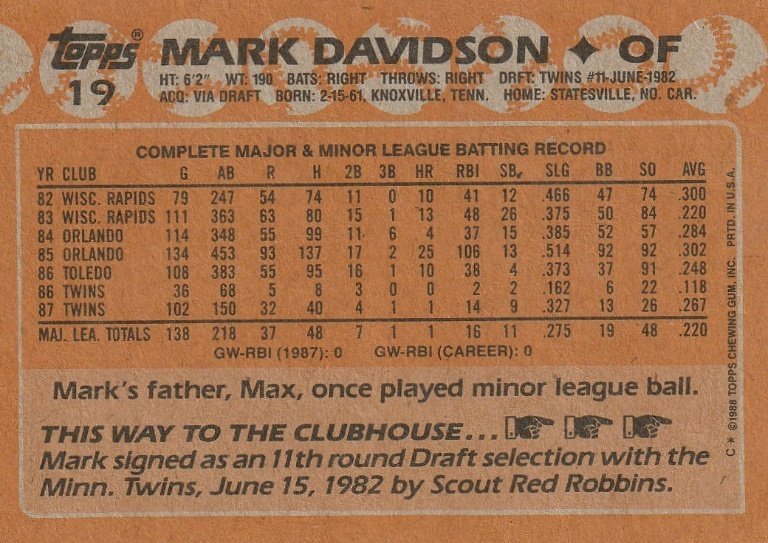 Topps®
19
MARK DAVIDSON ✦ OF
HT: 6'2" WT: 190 BATS: RIGHT THROWS: RIGHT DRFT: TWINS #11-JUNE-1982
ACQ: VIA DRAFT BORN: 2-15-61, KNOXVILLE, TENN. HOME: STATESVILLE, NO. CAR.
COMPLETE MAJOR & MINOR LEAGUE BATTING RECORD
YR CLUB G AB R H 2B 3B HR RBI SB SLG BB SO AVG
82 WISC. RAPIDS 79 247 54 74 11 0 10 41 12 .466 47 74 .300
83 WISC. RAPIDS 111 363 63 80 15 1 13 48 26 .375 50 84 .220
84 ORLANDO 114 348 55 99 11 6 4 37 15 .385 52 57 .284
85 ORLANDO 134 453 93 137 17 2 25 106 13 .514 92 92 .302
86 TOLEDO 108 383 55 95 16 1 10 38 4 .373 37 91 .248
86 TWINS 36 68 5 8 3 0 0 2 2 .162 6 22 .118
87 TWINS 102 150 32 40 4 1 1 14 9 .327 13 26 .267
MAJ. LEA. TOTALS 138 218 37 48 7 1 1 16 11 .275 19 48 .220
GW-RBI (1987): 0 GW-RBI (CAREER): 0
Mark's father, Max, once played minor league ball.
THIS WAY TO THE CLUBHOUSE...
Mark signed as an 11th round Draft selection with the
Minn. Twins, June 15, 1982 by Scout Red Robbins.
C * ©1988 TOPPS CHEWING GUM, INC. PRTD. IN U.S.A.